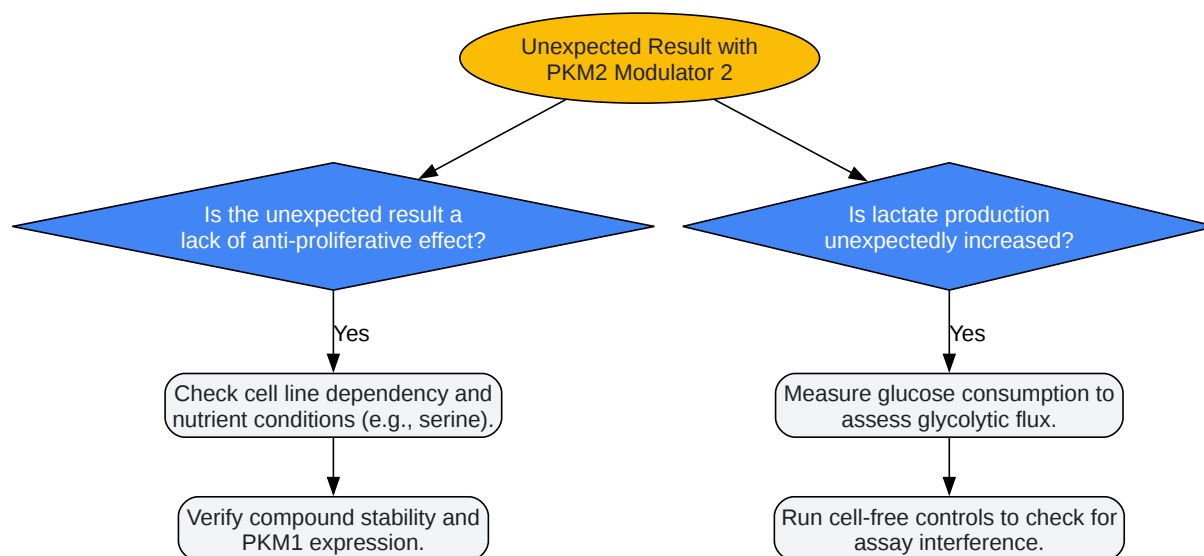 Unexpected Result with
PKM2 Modulator 2
Is the unexpected result a
lack of anti-proliferative effect?
Is lactate production
unexpectedly increased?
Yes
Yes
Check cell line dependency and
nutrient conditions (e.g., serine).
Measure glucose consumption to
assess glycolytic flux.
Verify compound stability and
PKM1 expression.
Run cell-free controls to check for
assay interference.